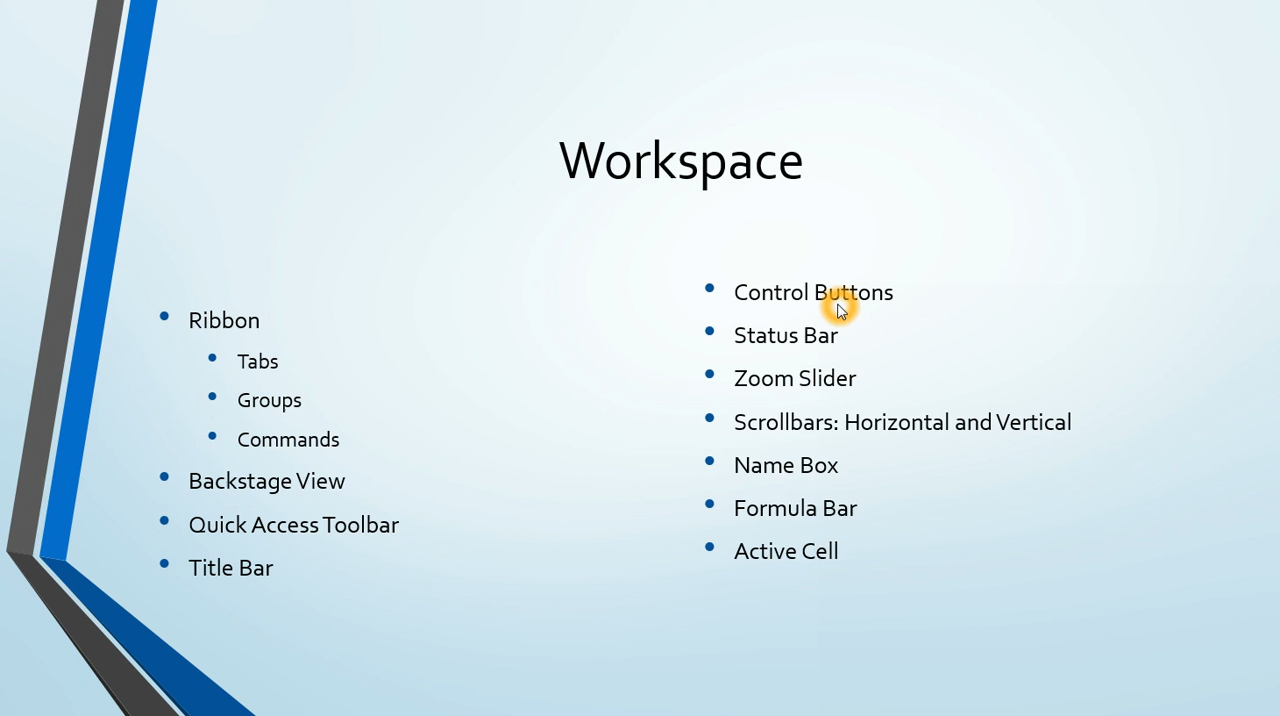 Workspace
Ribbon
Tabs
Groups
Commands
Backstage View
Quick Access Toolbar
Title Bar
Control Buttons
Status Bar
Zoom Slider
Scrollbars: Horizontal and Vertical
Name Box
Formula Bar
Active Cell